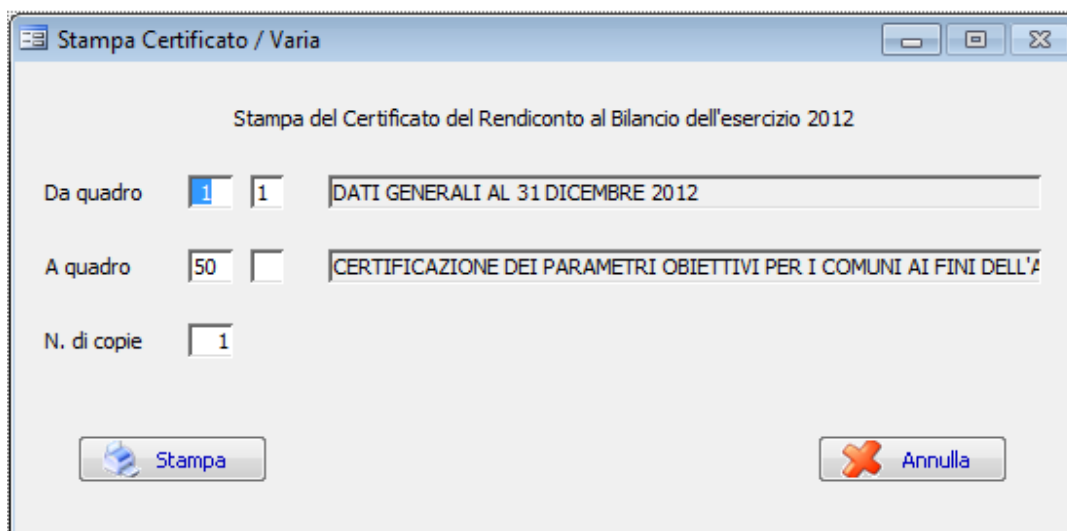 Stampa Certificato / Varia
Stampa del Certificato del Rendiconto al Bilancio dell'esercizio 2012
Da quadro 1 1 DATI GENERALI AL 31 DICEMBRE 2012
A quadro 50 CERTIFICAZIONE DEI PARAMETRI OBIETTIVI PER I COMUNI AI FINI DELL'A
N. di copie 1
Stampa Annulla